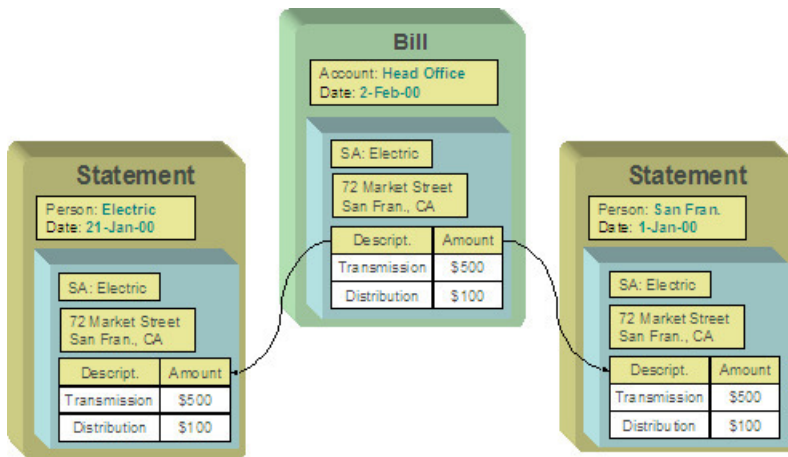 Bill
Account: Head Office
Date: 2-Feb-00
SA: Electric
72 Market Street
San Fran., CA
Descript. Amount
Transmission $500
Distribution $100
Statement
Person: Electric
Date: 21-Jan-00
SA: Electric
72 Market Street
San Fran., CA
Descript. Amount
Transmission $500
Distribution $100
Statement
Person: San Fran.
Date: 1-Jan-00
SA: Electric
72 Market Street
San Fran., CA
Descript. Amount
Transmission $500
Distribution $100